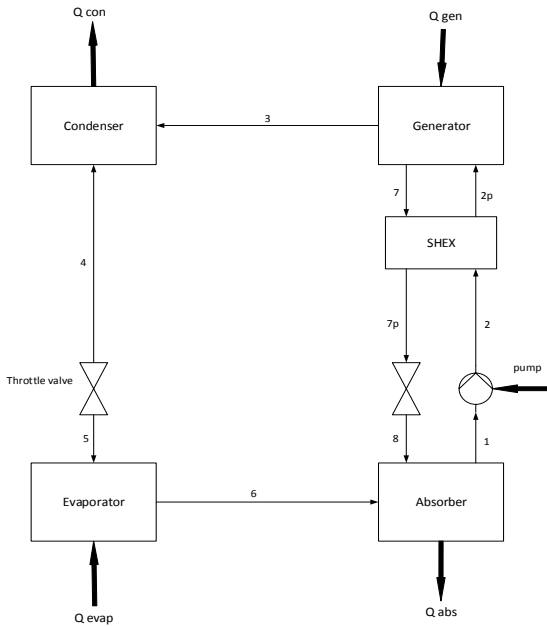 Q con
Q gen
Condenser
3
Generator
7
2p
SHEX
4
7p
2
Throttle valve
pump
5
8
1
Evaporator
6
Absorber
Q evap
Q abs